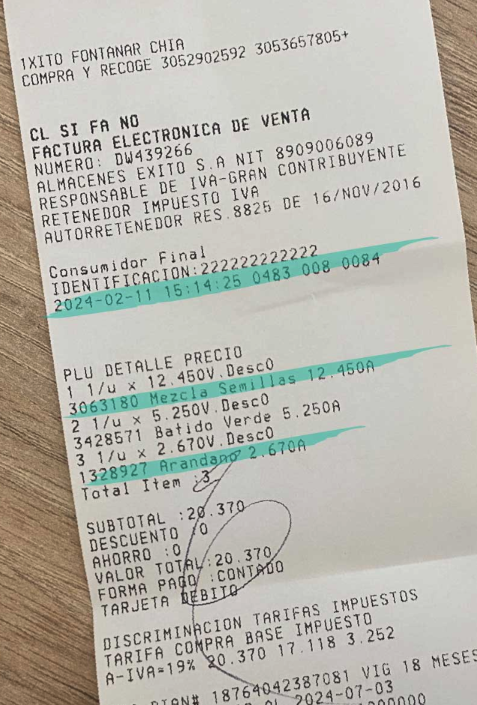 1XITO FONTANAR CHIA
COMPRA Y RECOGE 3052902592 3053657805+
CL SI FA NO
FACTURA ELECTRONICA DE VENTA
NUMERO: DW439266
ALMACENES EXITO S.A NIT 8909006089
RESPONSABLE DE IVA-GRAN CONTRIBUYENTE
RETENEDOR IMPUESTO IVA
AUTORRETENEDOR RES.8825 DE 16/NOV/2016
Consumidor Final
IDENTIFICACION:222222222222
2024-02-11 15:14:25 0483 008 0084
PLU DETALLE PRECIO
1 1/u x 12.450V.Desc0
3063180 Mezcla Semillas 12.450A
2 1/u x 5.250V.Desc0
3428571 Batido Verde 5.250A
3 1/u x 2.670V.Desc0
1328927 Arandano 2.670A
Total Item :3
SUBTOTAL :20.370
DESCUENTO :0
AHORRO :0
VALOR TOTAL:20.370
FORMA PAGO :CONTADO
TARJETA DEBITO
DISCRIMINACION TARIFAS IMPUESTOS
TARIFA COMPRA BASE IMPUESTO
A-IVA=19% 20.370 17.118 3.252
DIAN# 18764042387081 VIG 18 MESES
2024-07-03